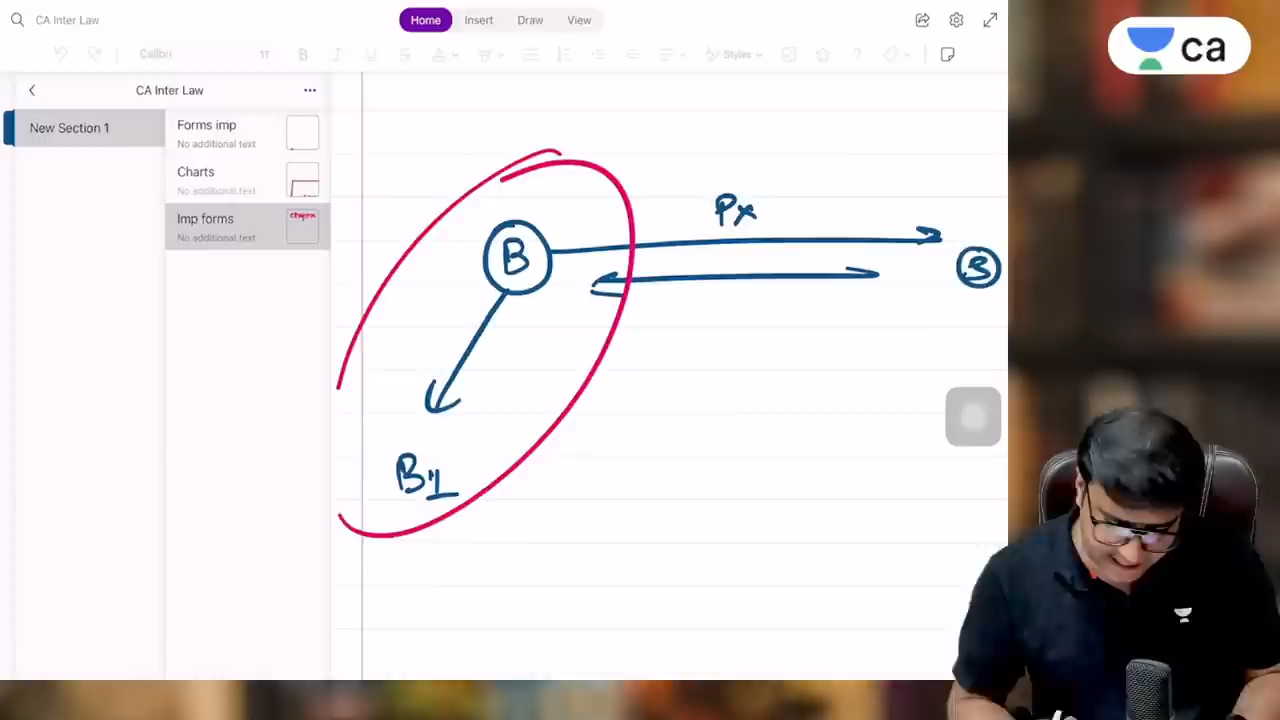 CA Inter Law
Home Insert Draw View
ca
Calibri 11 B I U S A Styles ?
CA Inter Law
New Section 1
Forms imp
No additional text
Charts
No additional text
Imp forms
No additional text
Px
B
S
B1